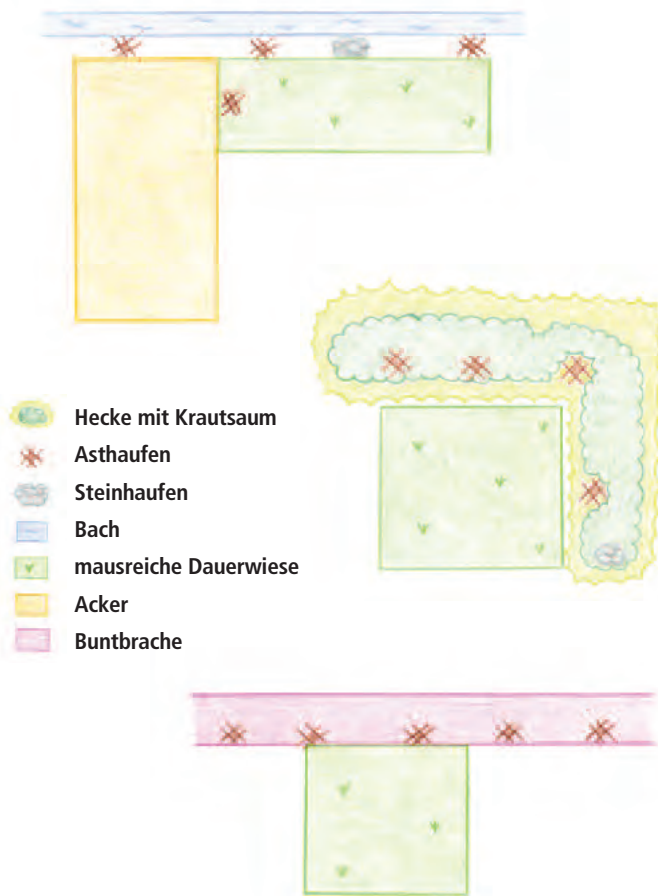 Hecke mit Krautsaum
Asthaufen
Steinhaufen
Bach
mausreiche Dauerwiese
Acker
Buntbrache